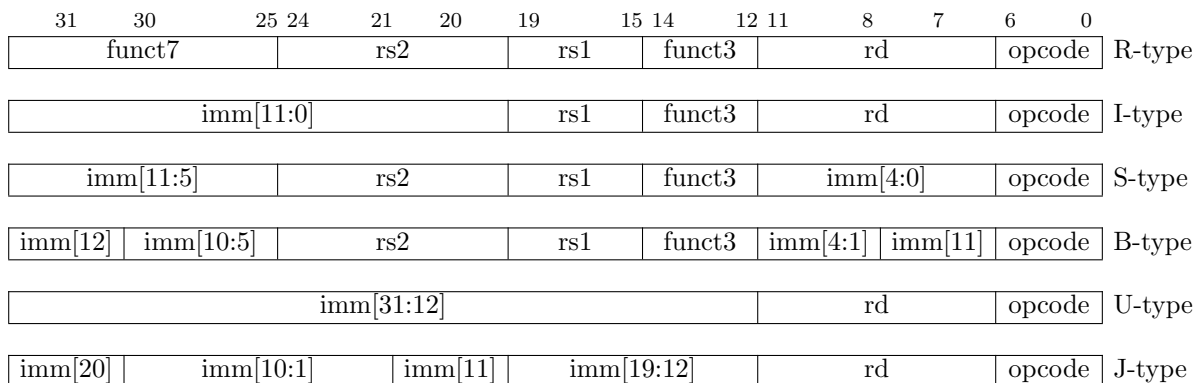 31 30 25 24 21 20 19 15 14 12 11 8 7 6 0
funct7 rs2 rs1 funct3 rd opcode R-type
imm[11:0] rs1 funct3 rd opcode I-type
imm[11:5] rs2 rs1 funct3 imm[4:0] opcode S-type
imm[12] imm[10:5] rs2 rs1 funct3 imm[4:1] imm[11] opcode B-type
imm[31:12] rd opcode U-type
imm[20] imm[10:1] imm[11] imm[19:12] rd opcode J-type